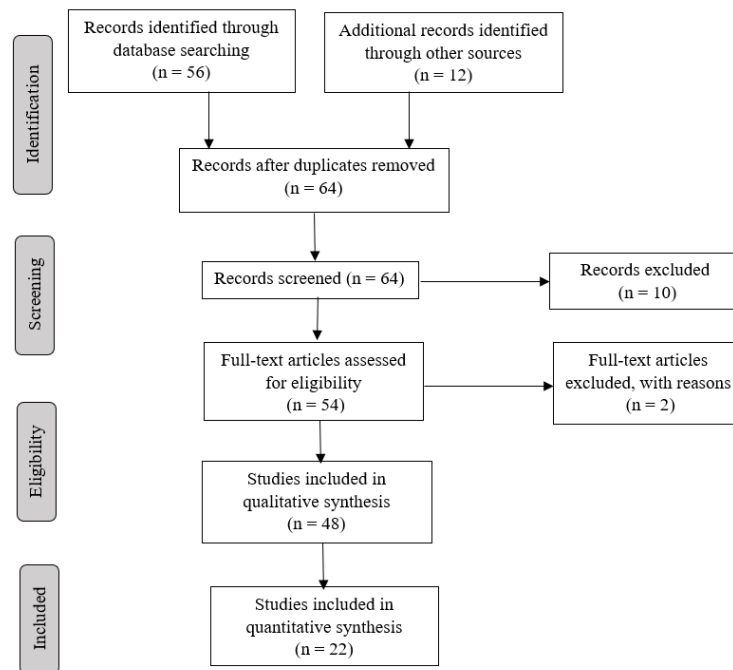 Records identified through
database searching
(n = 56)
Additional records identified
through other sources
(n = 12)
Identification
Records after duplicates removed
(n = 64)
Screening
Records screened (n = 64)
Records excluded
(n = 10)
Full-text articles assessed
for eligibility
(n = 54)
Full-text articles
excluded, with reasons
(n = 2)
Eligibility
Studies included in
qualitative synthesis
(n = 48)
Included
Studies included in
quantitative synthesis
(n = 22)